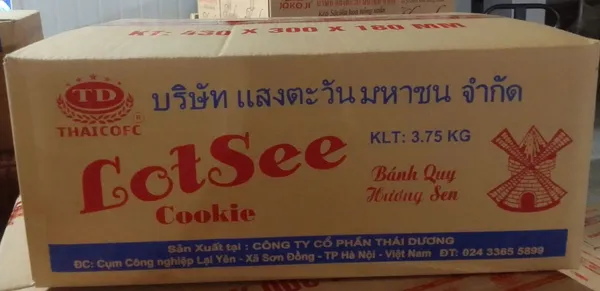 JOKOJI
KT: 430 X 300 X 180 MM
TD
THAICOFC ®
บริษัท แสงตะวันมหาชน จำกัด
KLT: 3.75 KG
LotSee
Cookie
Bánh Quy
Hương Sen
Sản Xuất tại : CÔNG TY CỔ PHẦN THÁI DƯƠNG
ĐC: Cụm Công nghiệp Lại Yên - Xã Sơn Đồng - TP Hà Nội - Việt Nam ĐT: 024 3365 5899